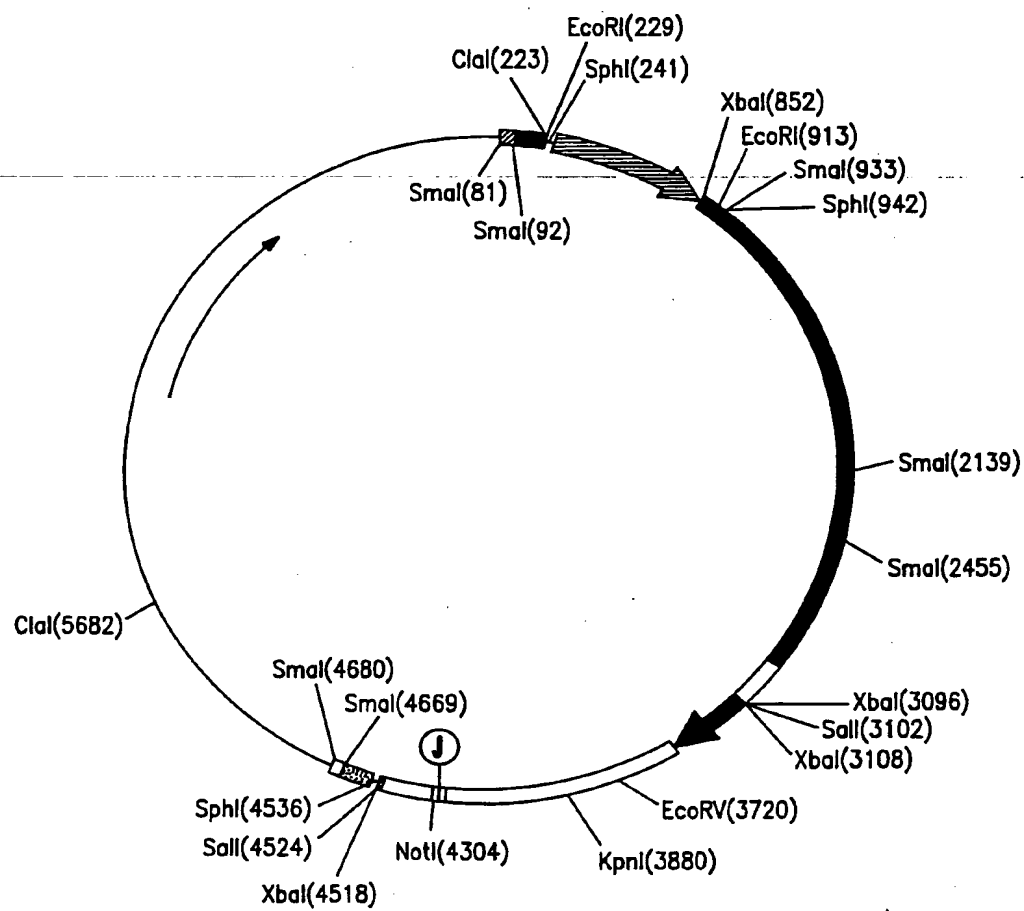 EcoRI(229)
ClaI(223)
SphI(241)
XbaI(852)
EcoRI(913)
SmaI(933)
SphI(942)
SmaI(81)
SmaI(92)
SmaI(2139)
SmaI(2455)
XbaI(3096)
SalI(3102)
XbaI(3108)
EcoRV(3720)
KpnI(3880)
J
NotI(4304)
XbaI(4518)
SalI(4524)
SphI(4536)
SmaI(4669)
SmaI(4680)
ClaI(5682)